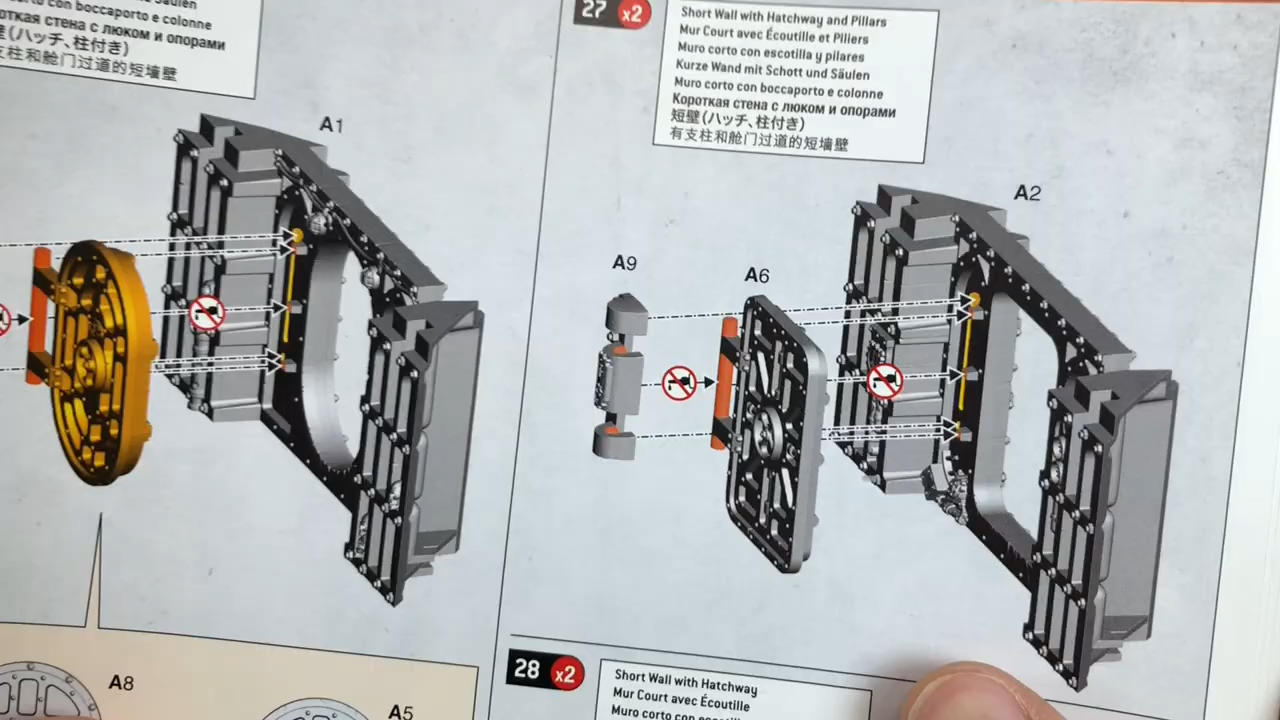 con boccaporto e colonne
роткая стена с люком и опорами
(ハッチ、柱付き)
支柱和舱门过道的短墙壁
A1
A8
A5
27 x2
Short Wall with Hatchway and Pillars
Mur Court avec Écoutille et Piliers
Muro corto con escotilla y pilares
Kurze Wand mit Schott und Säulen
Muro corto con boccaporto e colonne
Короткая стена с люком и опорами
短壁(ハッチ、柱付き)
有支柱和舱门过道的短墙壁
A2
A9
A6
28 x2
Short Wall with Hatchway
Mur Court avec Écoutille
Muro corto con